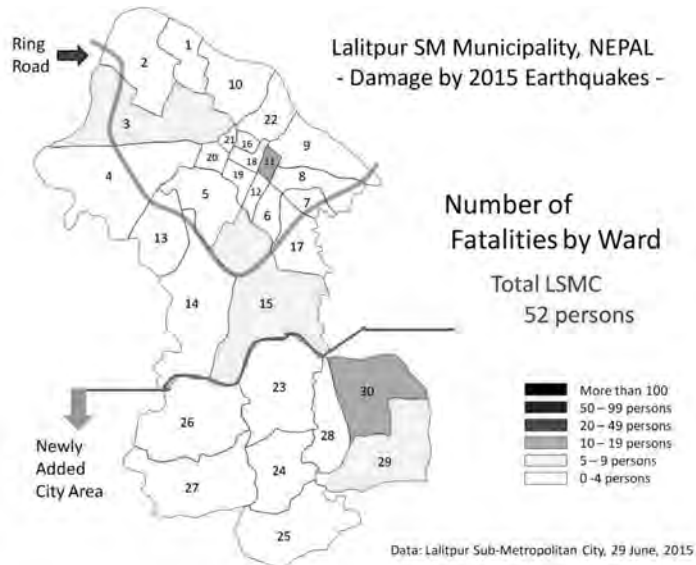 Ring
Road
Lalitpur SM Municipality, NEPAL
- Damage by 2015 Earthquakes -
1
2
10
3
22
21
16
9
4
20
18
11
8
19
5
12
7
6
13
17
Number of
Fatalities by Ward
14
15
Total LSMC
52 persons
23
30
More than 100
50 – 99 persons
20 – 49 persons
10 – 19 persons
5 – 9 persons
0 -4 persons
26
28
29
Newly
Added
City Area
27
24
25
Data: Lalitpur Sub-Metropolitan City, 29 June, 2015